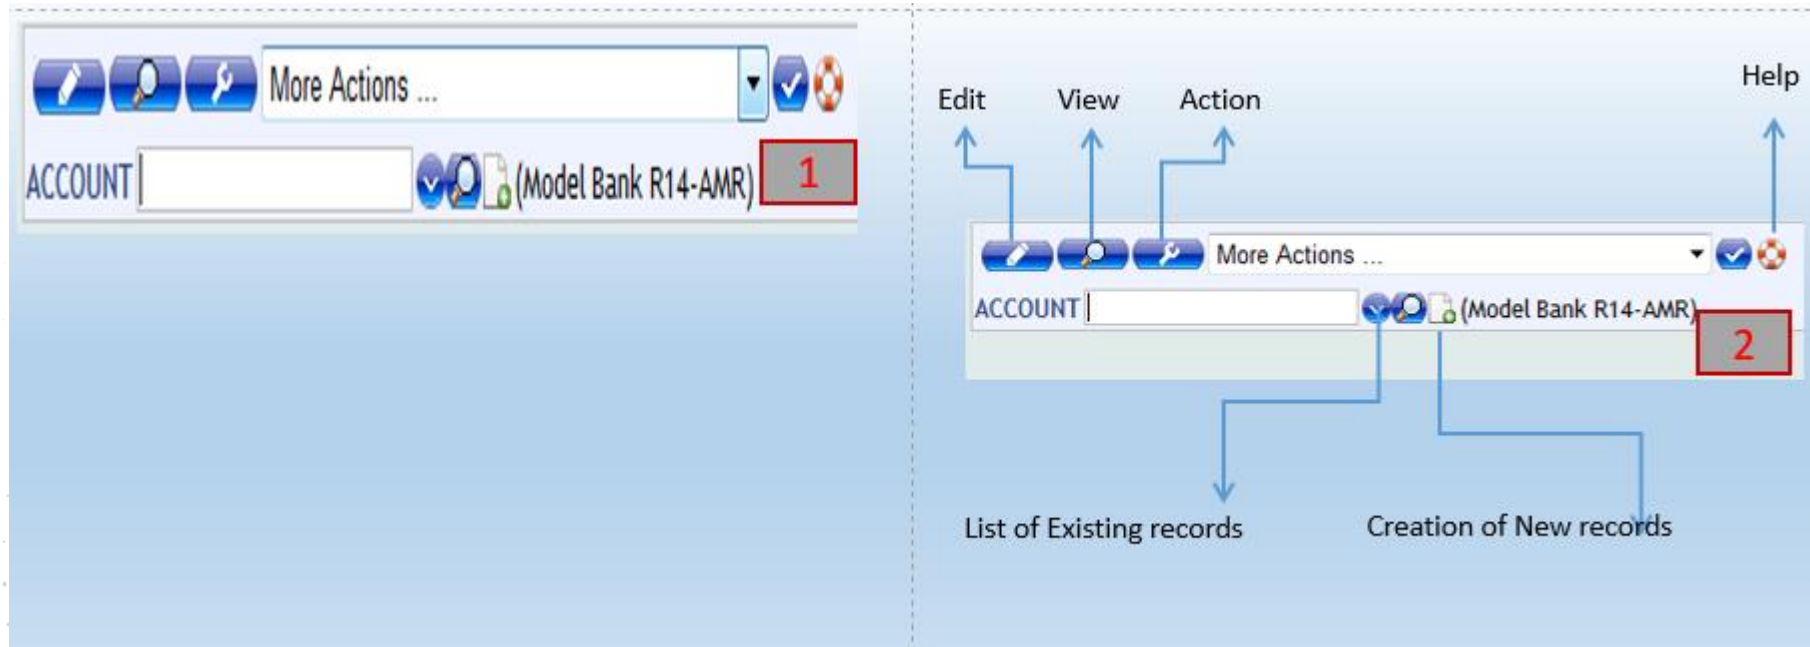 More Actions ...
ACCOUNT (Model Bank R14-AMR)
1
Edit View Action Help
More Actions ...
ACCOUNT (Model Bank R14-AMR)
2
List of Existing records Creation of New records